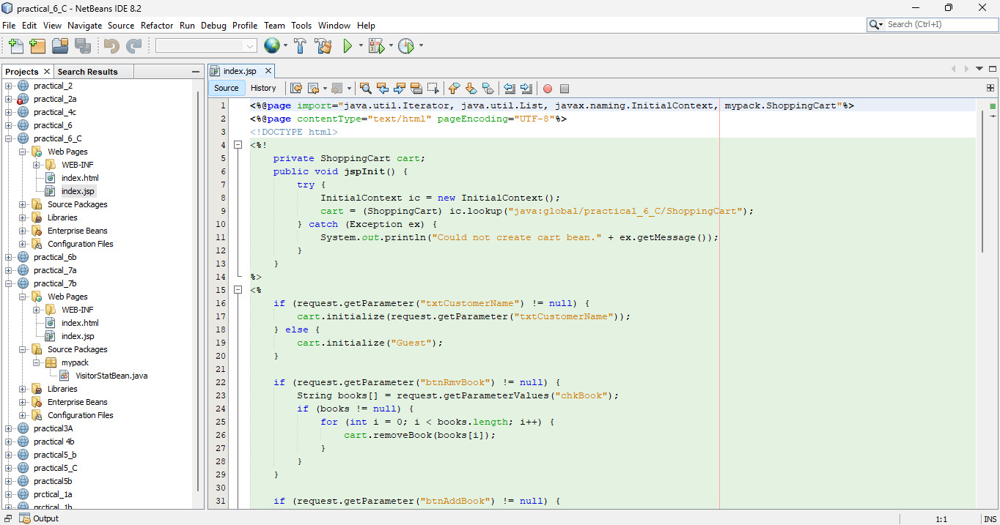 practical_6_C - NetBeans IDE 8.2
File Edit View Navigate Source Refactor Run Debug Profile Team Tools Window Help
Search (Ctrl+I)
Projects
Search Results
practical_2
practical_2a
practical_4c
practical_6
practical_6_C
Web Pages
WEB-INF
index.html
index.jsp
Source Packages
Libraries
Enterprise Beans
Configuration Files
practical_6b
practical_7a
practical_7b
Web Pages
WEB-INF
index.html
index.jsp
Source Packages
mypack
VisitorStatBean.java
Libraries
Enterprise Beans
Configuration Files
practical3A
practical 4b
practical5_b
practical5_C
practical5b
prctical_1a
prctical_1b
index.jsp
Source History
1 <%@page import="java.util.Iterator, java.util.List, javax.naming.InitialContext, mypack.ShoppingCart"%>
2 <%@page contentType="text/html" pageEncoding="UTF-8"%>
3 <!DOCTYPE html>
4 <%!
5 private ShoppingCart cart;
6 public void jspInit() {
7 try {
8 InitialContext ic = new InitialContext();
9 cart = (ShoppingCart) ic.lookup("java:global/practical_6_C/ShoppingCart");
10 } catch (Exception ex) {
11 System.out.println("Could not create cart bean." + ex.getMessage());
12 }
13 }
14 %>
15 <%
16 if (request.getParameter("txtCustomerName") != null) {
17 cart.initialize(request.getParameter("txtCustomerName"));
18 } else {
19 cart.initialize("Guest");
20 }
21
22 if (request.getParameter("btnRmvBook") != null) {
23 String books[] = request.getParameterValues("chkBook");
24 if (books != null) {
25 for (int i = 0; i < books.length; i++) {
26 cart.removeBook(books[i]);
27 }
28 }
29 }
30
31 if (request.getParameter("btnAddBook") != null) {
Output
1:1 INS